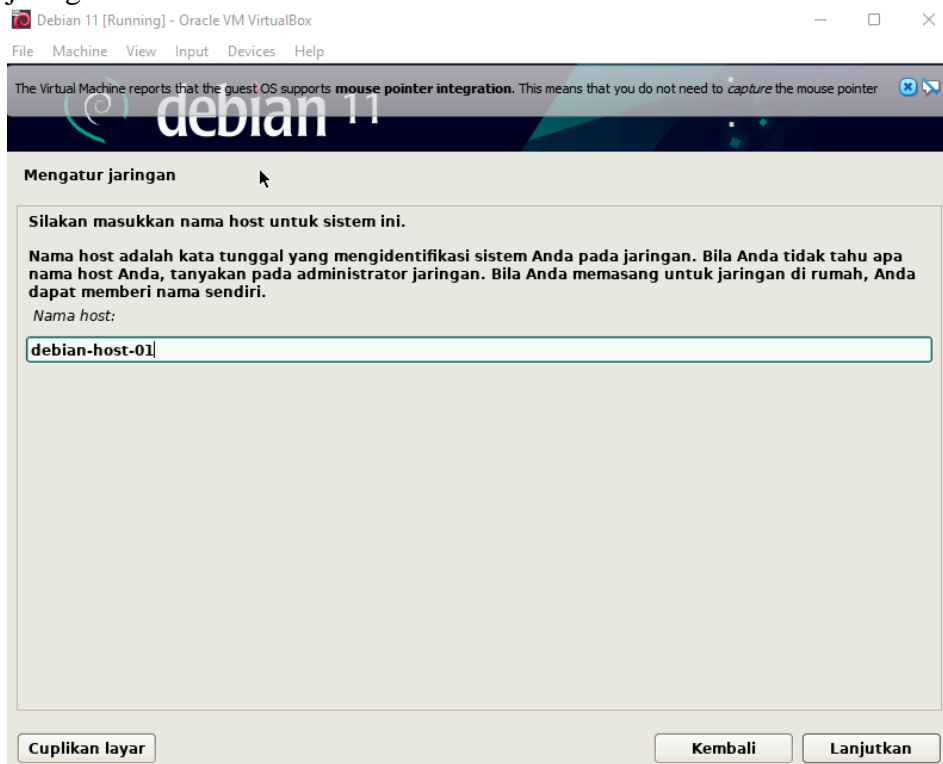 Debian 11 [Running] - Oracle VM VirtualBox
File Machine View Input Devices Help
The Virtual Machine reports that the guest OS supports mouse pointer integration. This means that you do not need to capture the mouse pointer
debian 11
Mengatur jaringan
Silakan masukkan nama host untuk sistem ini.
Nama host adalah kata tunggal yang mengidentifikasi sistem Anda pada jaringan. Bila Anda tidak tahu apa
nama host Anda, tanyakan pada administrator jaringan. Bila Anda memasang untuk jaringan di rumah, Anda
dapat memberi nama sendiri.
Nama host:
debian-host-01
Cuplikan layar
Kembali
Lanjutkan